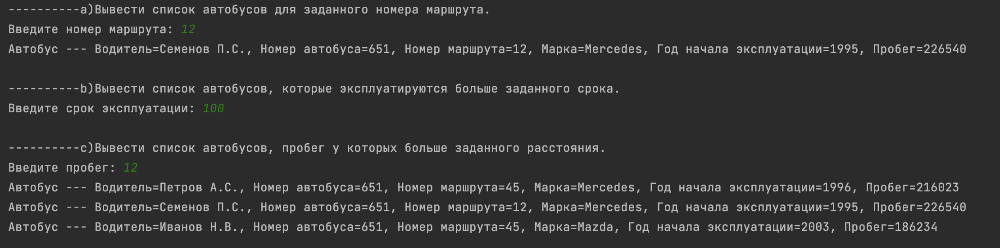 ----------a)Вывести список автобусов для заданного номера маршрута.
Введите номер маршрута: 12
Автобус --- Водитель=Семенов П.С., Номер автобуса=651, Номер маршрута=12, Марка=Mercedes, Год начала эксплуатации=1995, Пробег=226540
----------b)Вывести список автобусов, которые эксплуатируются больше заданного срока.
Введите срок эксплуатации: 100
----------c)Вывести список автобусов, пробег у которых больше заданного расстояния.
Введите пробег: 12
Автобус --- Водитель=Петров А.С., Номер автобуса=651, Номер маршрута=45, Марка=Mercedes, Год начала эксплуатации=1996, Пробег=216023
Автобус --- Водитель=Семенов П.С., Номер автобуса=651, Номер маршрута=12, Марка=Mercedes, Год начала эксплуатации=1995, Пробег=226540
Автобус --- Водитель=Иванов Н.В., Номер автобуса=651, Номер маршрута=45, Марка=Mazda, Год начала эксплуатации=2003, Пробег=186234